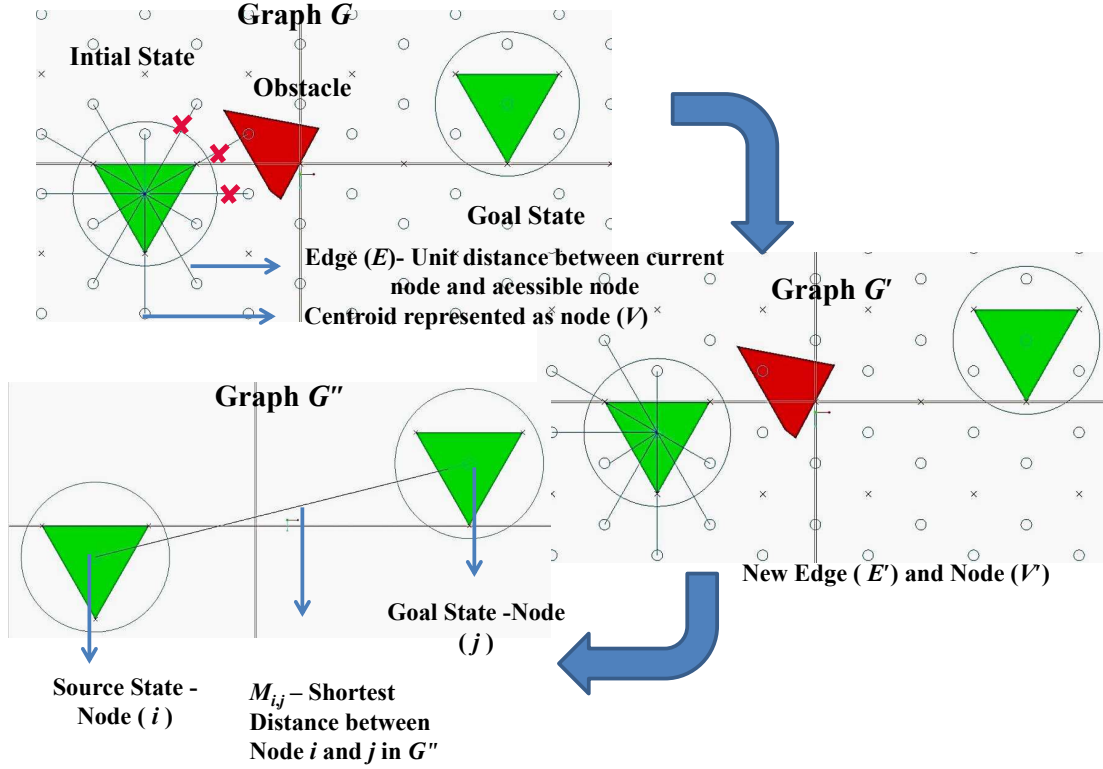 Graph G
Intial State
Obstacle
Goal State
Edge (E)- Unit distance between current
node and acessible node
Centroid represented as node (V)
Graph G'
New Edge ( E') and Node (V')
Graph G"
Goal State -Node
( j )
Source State -
Node ( i )
M_{i,j} – Shortest
Distance between
Node i and j in G"